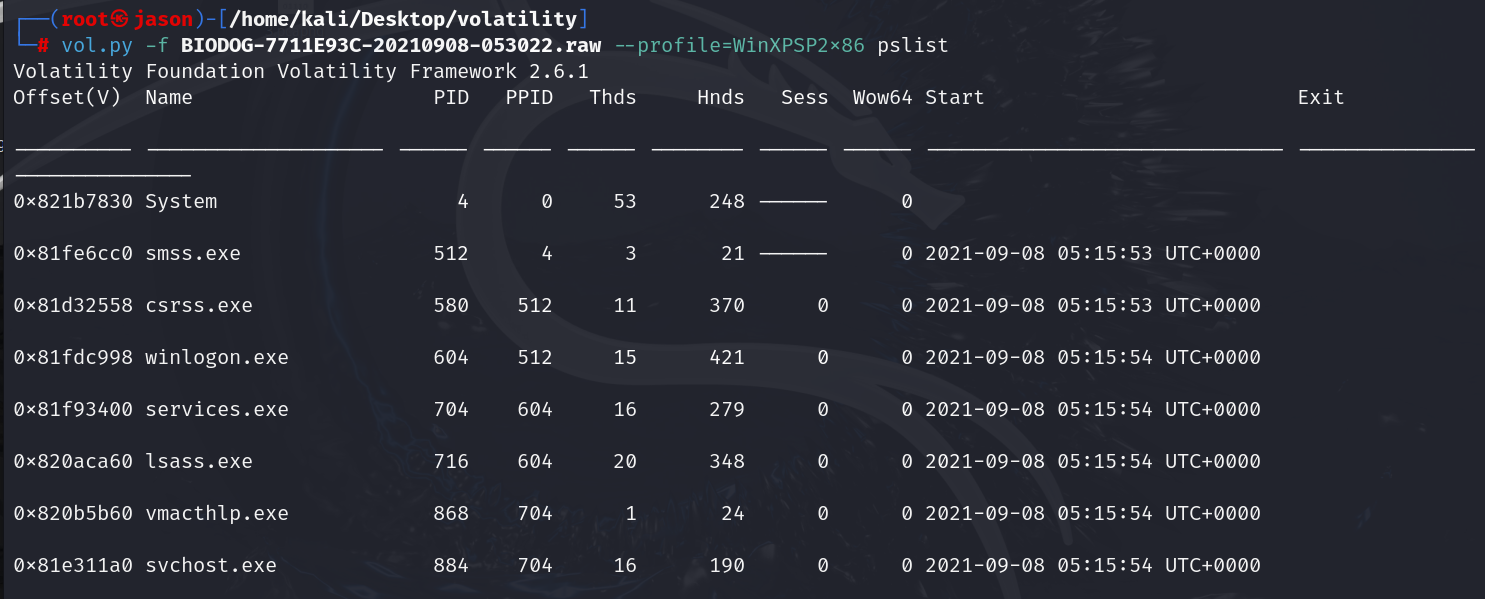 ┌──(root㉿jason)-[/home/kali/Desktop/volatility]
└─# vol.py -f BIODOG-7711E93C-20210908-053022.raw --profile=WinXPSP2×86 pslist
Volatility Foundation Volatility Framework 2.6.1
Offset(V)  Name                    PID   PPID   Thds     Hnds   Sess  Wow64 Start                          Exit
---------- -------------------- ------ ------ ------ -------- ------ ------ ------------------------------ ---------------
---------------
0×821b7830 System                    4      0     53      248 ------      0
0×81fe6cc0 smss.exe                512      4      3       21 ------      0 2021-09-08 05:15:53 UTC+0000
0×81d32558 csrss.exe               580    512     11      370      0      0 2021-09-08 05:15:53 UTC+0000
0×81fdc998 winlogon.exe            604    512     15      421      0      0 2021-09-08 05:15:54 UTC+0000
0×81f93400 services.exe            704    604     16      279      0      0 2021-09-08 05:15:54 UTC+0000
0×820aca60 lsass.exe               716    604     20      348      0      0 2021-09-08 05:15:54 UTC+0000
0×820b5b60 vmacthlp.exe            868    704      1       24      0      0 2021-09-08 05:15:54 UTC+0000
0×81e311a0 svchost.exe             884    704     16      190      0      0 2021-09-08 05:15:54 UTC+0000